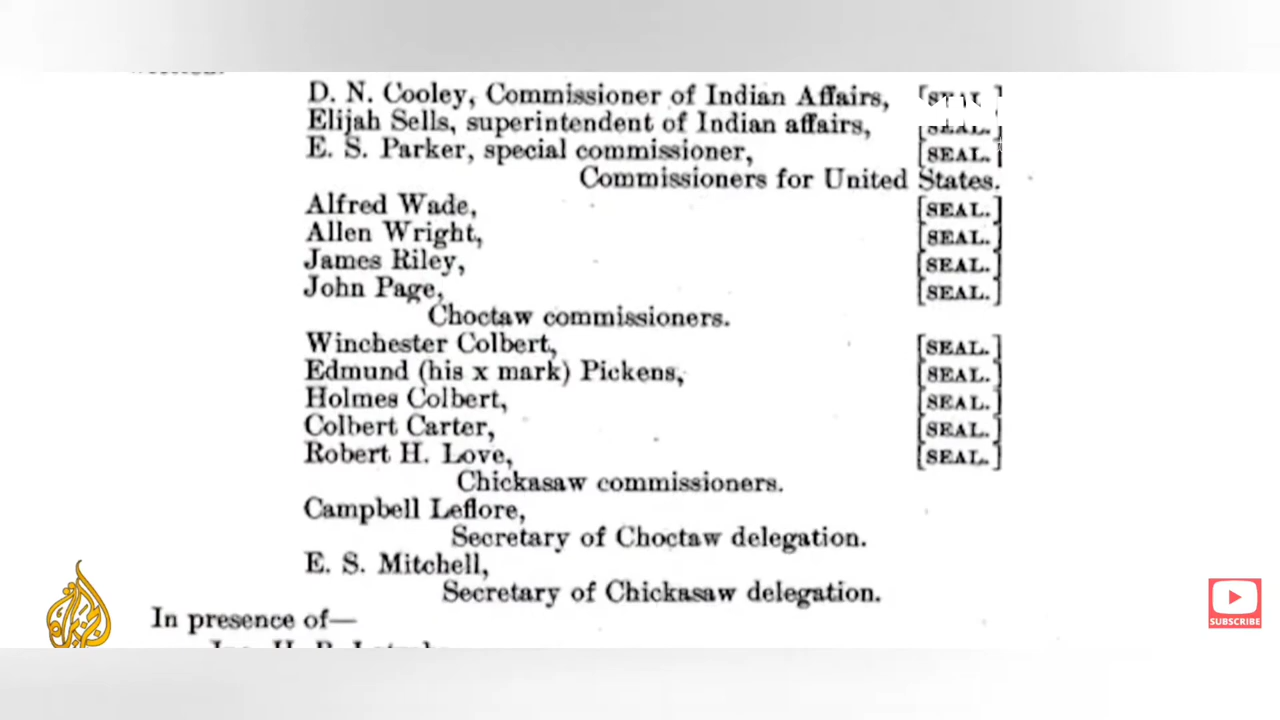 D. N. Cooley, Commissioner of Indian Affairs,
Elijah Sells, superintendent of Indian affairs, [SEAL.]
E. S. Parker, special commissioner, [SEAL.]
Commissioners for United States.
Alfred Wade, [SEAL.]
Allen Wright, [SEAL.]
James Riley, [SEAL.]
John Page, [SEAL.]
Choctaw commissioners.
Winchester Colbert, [SEAL.]
Edmund (his x mark) Pickens, [SEAL.]
Holmes Colbert, [SEAL.]
Colbert Carter, [SEAL.]
Robert H. Love, [SEAL.]
Chickasaw commissioners.
Campbell Leflore,
Secretary of Choctaw delegation.
E. S. Mitchell,
Secretary of Chickasaw delegation.
In presence of—
SUBSCRIBE